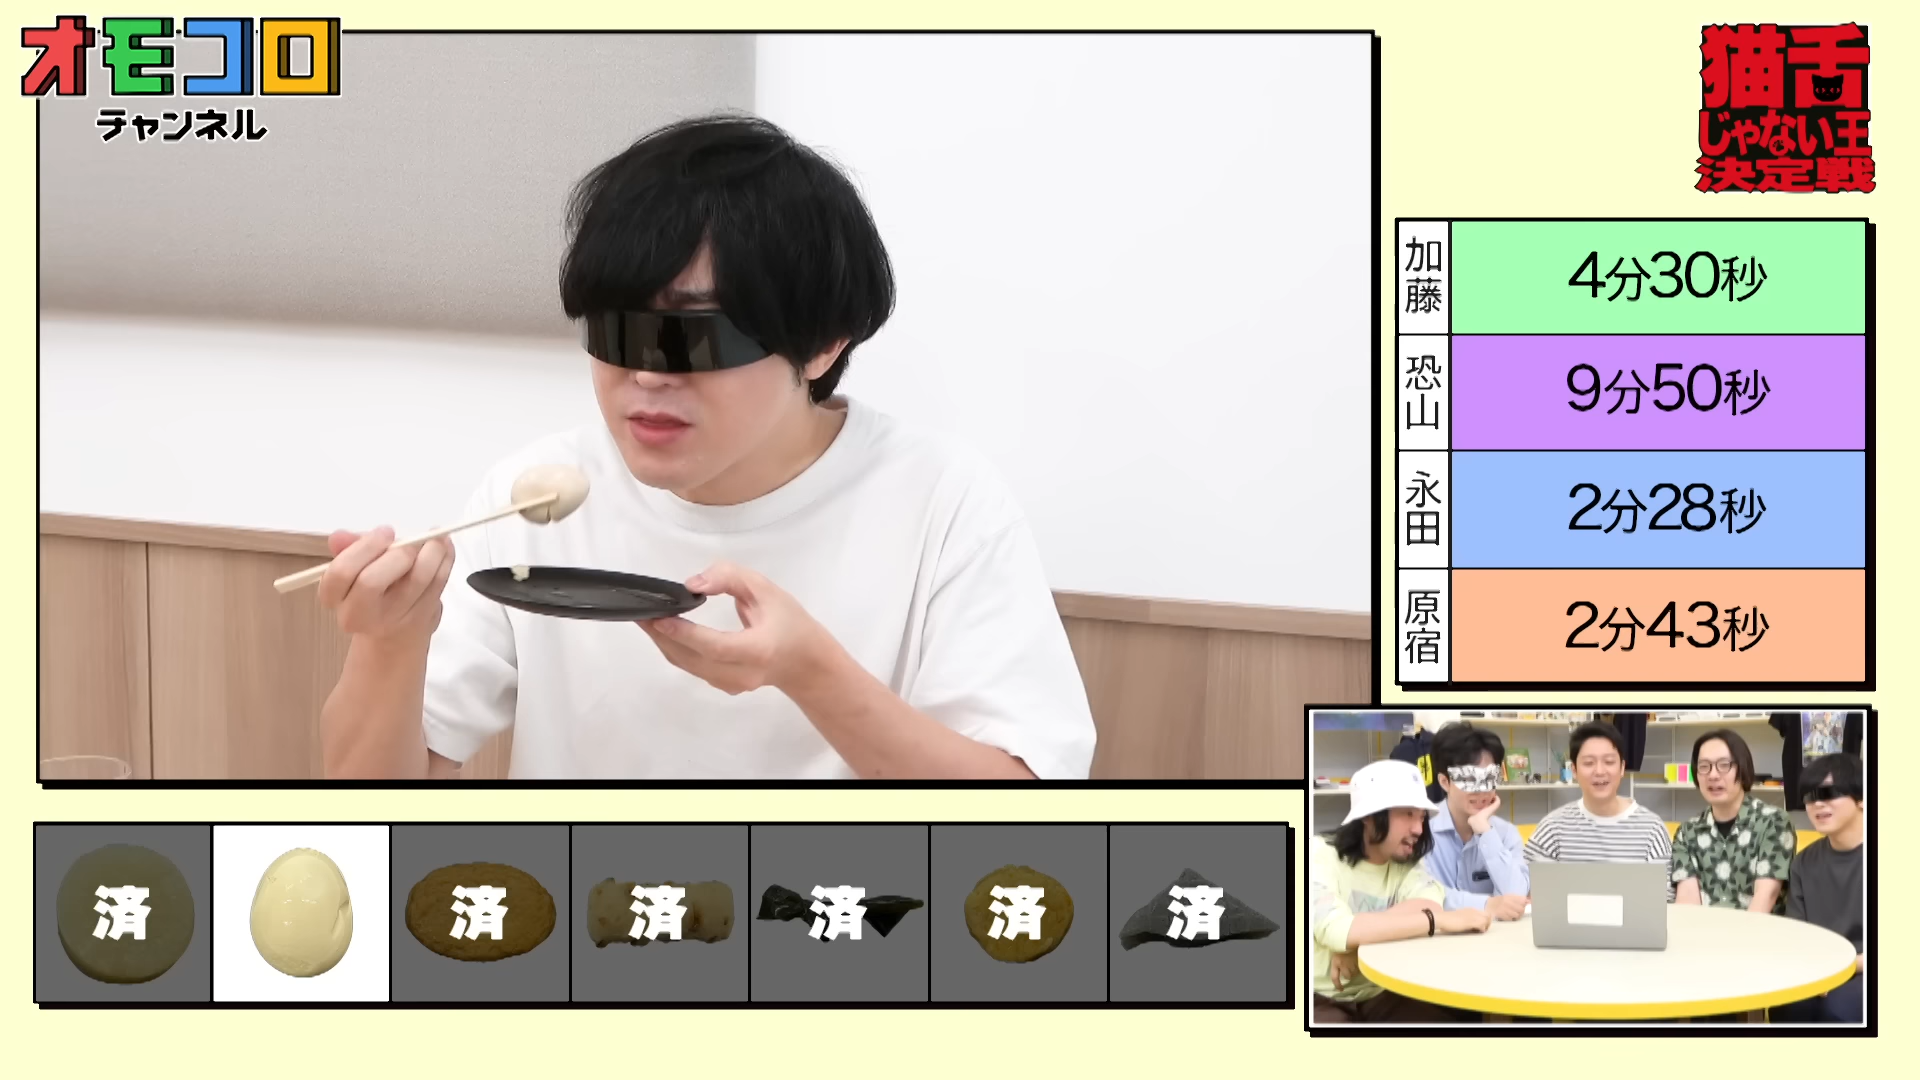 オモコロ
チャンネル
猫舌
じゃない王
決定戦
加藤
4分30秒
恐山
9分50秒
永田
2分28秒
原宿
2分43秒
済
済
済
済
済
済